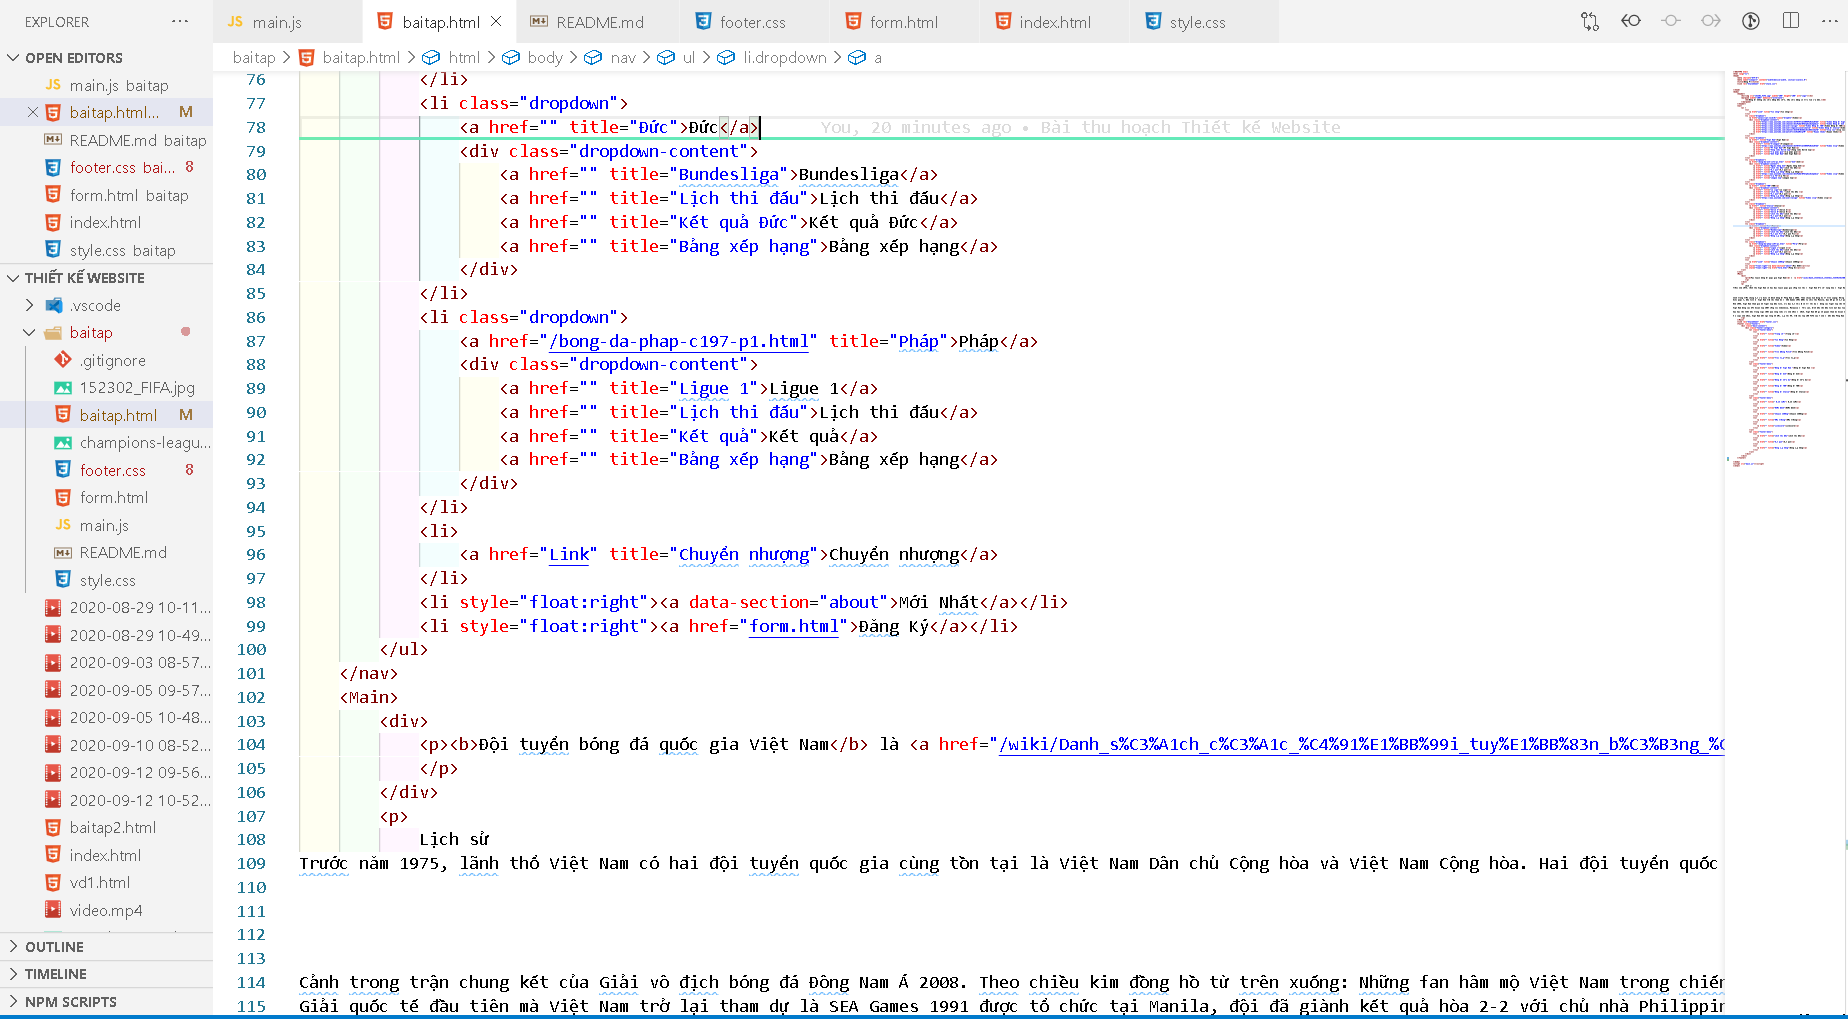 EXPLORER
···
JS main.js
baitap.html
README.md
footer.css
form.html
index.html
style.css
OPEN EDITORS
JS main.js baitap
baitap.html... M
README.md baitap
footer.css bai... 8
form.html baitap
index.html
style.css baitap
THIẾT KẾ WEBSITE
.vscode
baitap
.gitignore
152302_FIFA.jpg
baitap.html M
champions-leagu...
footer.css 8
form.html
JS main.js
README.md
style.css
2020-08-29 10-11...
2020-08-29 10-49...
2020-09-03 08-57...
2020-09-05 09-57...
2020-09-05 10-48...
2020-09-10 08-52...
2020-09-12 09-56...
2020-09-12 10-52...
baitap2.html
index.html
vd1.html
video.mp4
OUTLINE
TIMELINE
NPM SCRIPTS
baitap > baitap.html > html > body > nav > ul > li.dropdown > a
76 </li>
77 <li class="dropdown">
78 <a href="" title="Đức">Đức</a> You, 20 minutes ago • Bài thu hoạch Thiết kế Website
79 <div class="dropdown-content">
80 <a href="" title="Bundesliga">Bundesliga</a>
81 <a href="" title="Lịch thi đấu">Lịch thi đấu</a>
82 <a href="" title="Kết quả Đức">Kết quả Đức</a>
83 <a href="" title="Bảng xếp hạng">Bảng xếp hạng</a>
84 </div>
85 </li>
86 <li class="dropdown">
87 <a href="/bong-da-phap-c197-p1.html" title="Pháp">Pháp</a>
88 <div class="dropdown-content">
89 <a href="" title="Ligue 1">Ligue 1</a>
90 <a href="" title="Lịch thi đấu">Lịch thi đấu</a>
91 <a href="" title="Kết quả">Kết quả</a>
92 <a href="" title="Bảng xếp hạng">Bảng xếp hạng</a>
93 </div>
94 </li>
95 <li>
96 <a href="Link" title="Chuyển nhượng">Chuyển nhượng</a>
97 </li>
98 <li style="float:right"><a data-section="about">Mới Nhất</a></li>
99 <li style="float:right"><a href="form.html">Đăng Ký</a></li>
100 </ul>
101 </nav>
102 <Main>
103 <div>
104 <p><b>Đội tuyển bóng đá quốc gia Việt Nam</b> là <a href="/wiki/Danh_s%C3%A1ch_c%C3%A1c_%C4%91%E1%BB%99i_tuy%E1%BB%83n_b%C3%B3ng_%C
105 </p>
106 </div>
107 <p>
108 Lịch sử
109 Trước năm 1975, lãnh thổ Việt Nam có hai đội tuyển quốc gia cùng tồn tại là Việt Nam Dân chủ Cộng hòa và Việt Nam Cộng hòa. Hai đội tuyển quốc
110
111
112
113
114 Cảnh trong trận chung kết của Giải vô địch bóng đá Đông Nam Á 2008. Theo chiều kim đồng hồ từ trên xuống: Những fan hâm mộ Việt Nam trong chiến
115 Giải quốc tế đầu tiên mà Việt Nam trở lại tham dự là SEA Games 1991 được tổ chức tại Manila, đội đã giành kết quả hòa 2-2 với chủ nhà Philippin